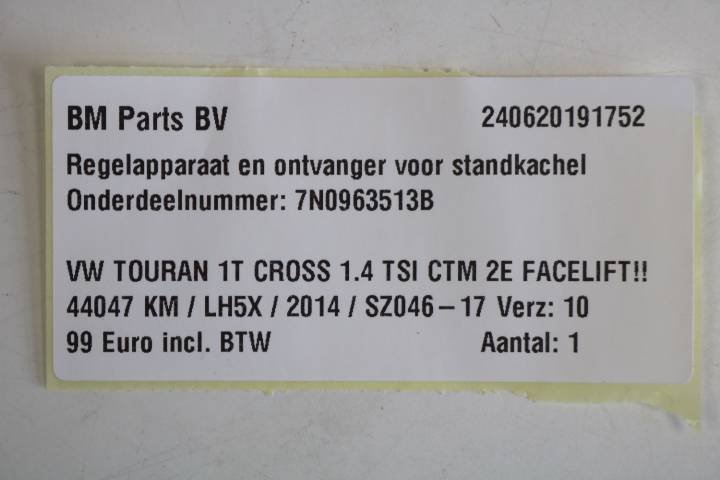 BM Parts BV 240620191752
Regelapparaat en ontvanger voor standkachel
Onderdeelnummer: 7N0963513B
VW TOURAN 1T CROSS 1.4 TSI CTM 2E FACELIFT!!
44047 KM / LH5X / 2014 / SZ046-17 Verz: 10
99 Euro incl. BTW Aantal: 1